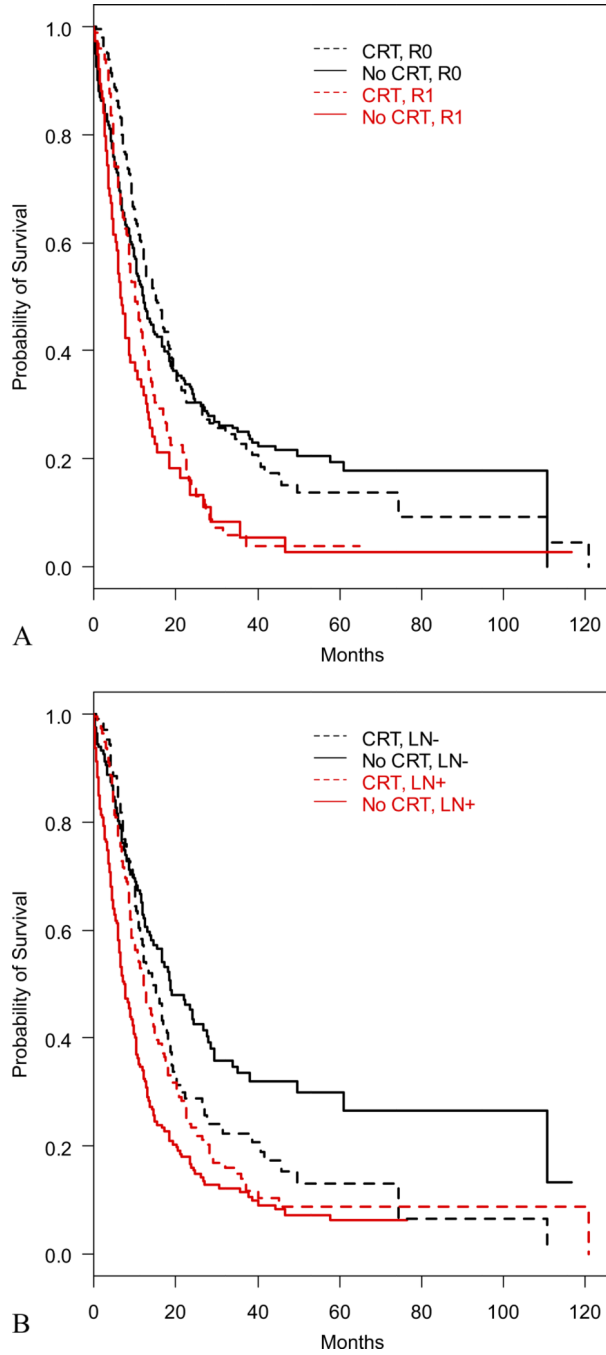 CRT, R0
No CRT, R0
CRT, R1
No CRT, R1
Probability of Survival
1.0
0.8
0.6
0.4
0.2
0.0
0 20 40 60 80 100 120
Months
A
CRT, LN-
No CRT, LN-
CRT, LN+
No CRT, LN+
Probability of Survival
1.0
0.8
0.6
0.4
0.2
0.0
0 20 40 60 80 100 120
Months
B